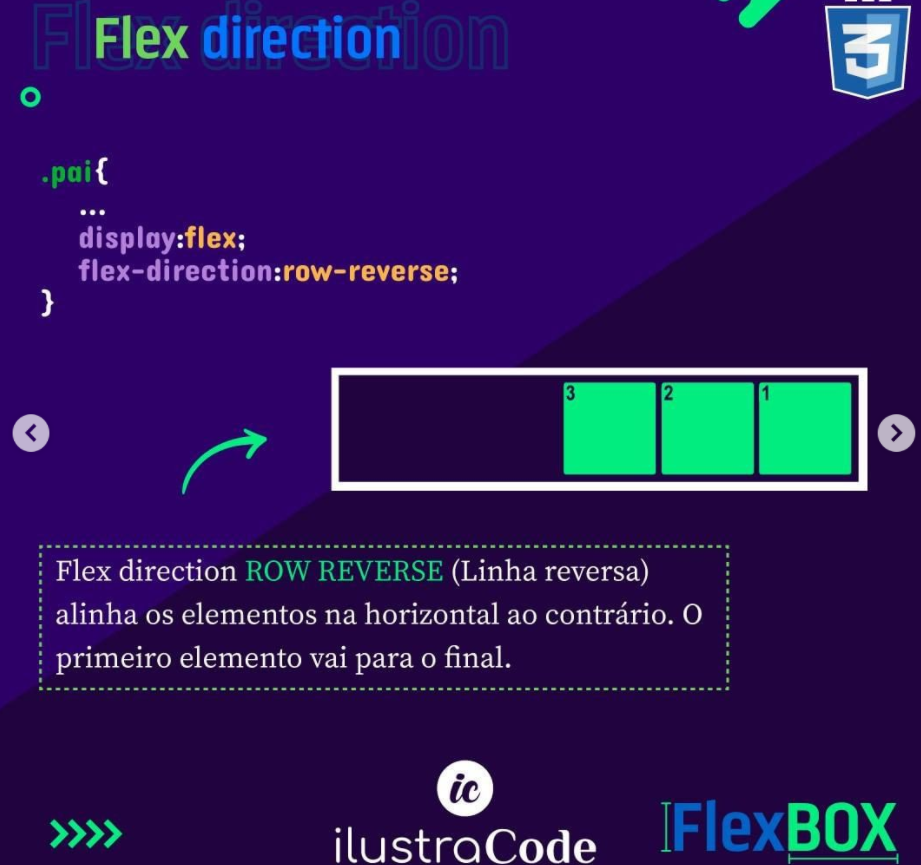 Flex direction
3
.pai{
...
display:flex;
flex-direction:row-reverse;
}
3 2 1
Flex direction ROW REVERSE (Linha reversa)
alinha os elementos na horizontal ao contrário. O
primeiro elemento vai para o final.
ic
ilustraCode
FlexBOX